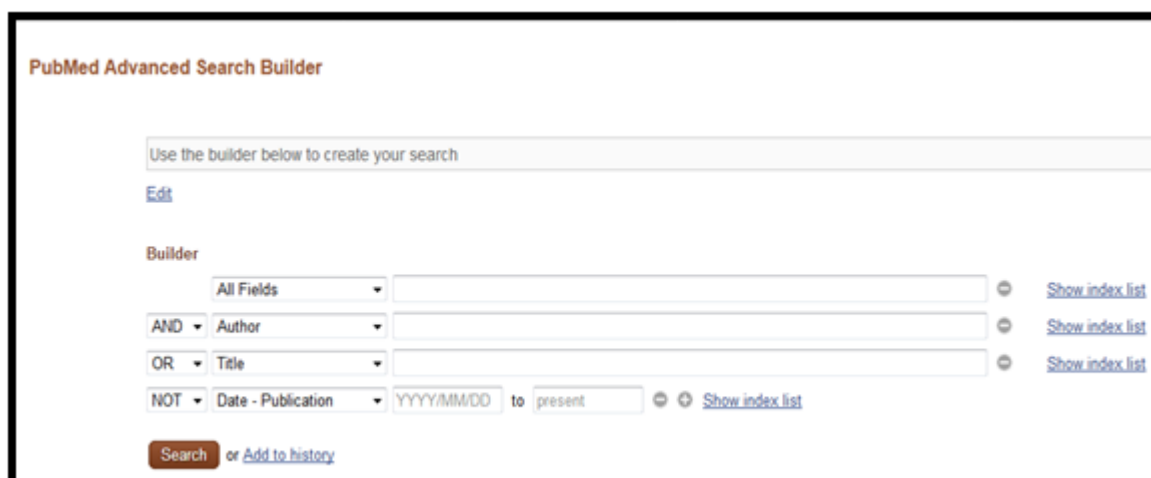 PubMed Advanced Search Builder
Use the builder below to create your search
Edit
Builder
All Fields Show index list
AND Author Show index list
OR Title Show index list
NOT Date - Publication YYYY/MM/DD to present Show index list
Search or Add to history